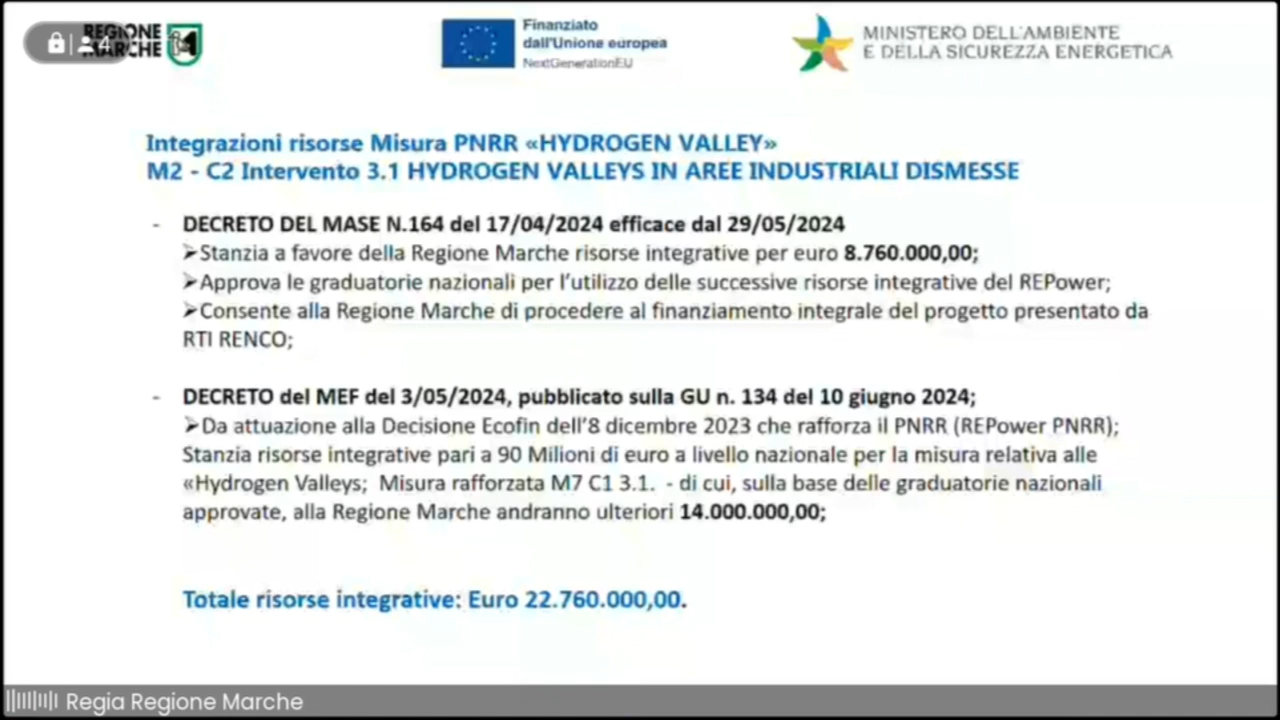 REGIONE
MARCHE
4
Finanziato
dall'Unione europea
NextGenerationEU
MINISTERO DELL'AMBIENTE
E DELLA SICUREZZA ENERGETICA
Integrazioni risorse Misura PNRR «HYDROGEN VALLEY»
M2 - C2 Intervento 3.1 HYDROGEN VALLEYS IN AREE INDUSTRIALI DISMESSE
- DECRETO DEL MASE N.164 del 17/04/2024 efficace dal 29/05/2024
➢Stanzia a favore della Regione Marche risorse integrative per euro 8.760.000,00;
➢Approva le graduatorie nazionali per l'utilizzo delle successive risorse integrative del REPower;
➢Consente alla Regione Marche di procedere al finanziamento integrale del progetto presentato da
RTI RENCO;
- DECRETO del MEF del 3/05/2024, pubblicato sulla GU n. 134 del 10 giugno 2024;
➢Da attuazione alla Decisione Ecofin dell'8 dicembre 2023 che rafforza il PNRR (REPower PNRR);
Stanzia risorse integrative pari a 90 Milioni di euro a livello nazionale per la misura relativa alle
«Hydrogen Valleys; Misura rafforzata M7 C1 3.1. - di cui, sulla base delle graduatorie nazionali
approvate, alla Regione Marche andranno ulteriori 14.000.000,00;
Totale risorse integrative: Euro 22.760.000,00.
Regia Regione Marche